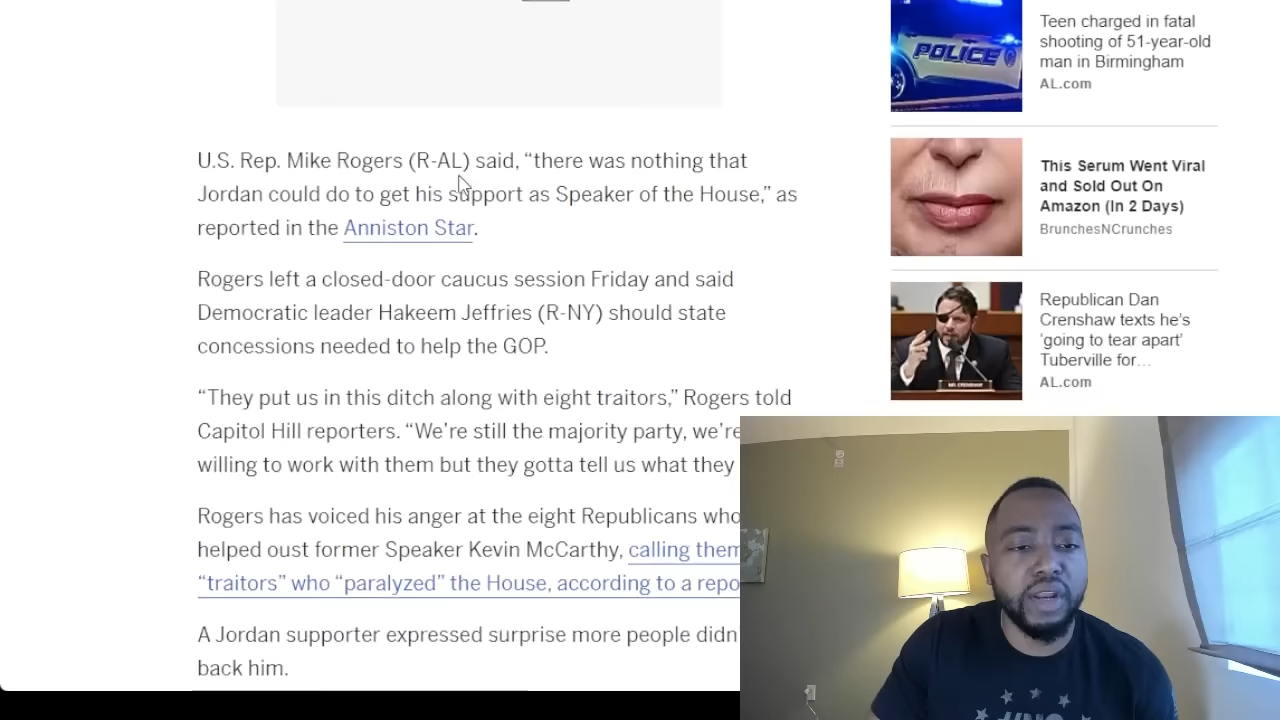 U.S. Rep. Mike Rogers (R-AL) said, “there was nothing that
Jordan could do to get his support as Speaker of the House,” as
reported in the Anniston Star.
Rogers left a closed-door caucus session Friday and said
Democratic leader Hakeem Jeffries (R-NY) should state
concessions needed to help the GOP.
“They put us in this ditch along with eight traitors,” Rogers told
Capitol Hill reporters. “We’re still the majority party, we’re
willing to work with them but they gotta tell us what they
Rogers has voiced his anger at the eight Republicans who
helped oust former Speaker Kevin McCarthy, calling them
“traitors” who “paralyzed” the House, according to a repo
A Jordan supporter expressed surprise more people didn
back him.
POLICE
Teen charged in fatal
shooting of 51-year-old
man in Birmingham
AL.com
This Serum Went Viral
and Sold Out On
Amazon (In 2 Days)
BrunchesNCrunches
MR. CRENSHAW
Republican Dan
Crenshaw texts he’s
‘going to tear apart’
Tuberville for…
AL.com